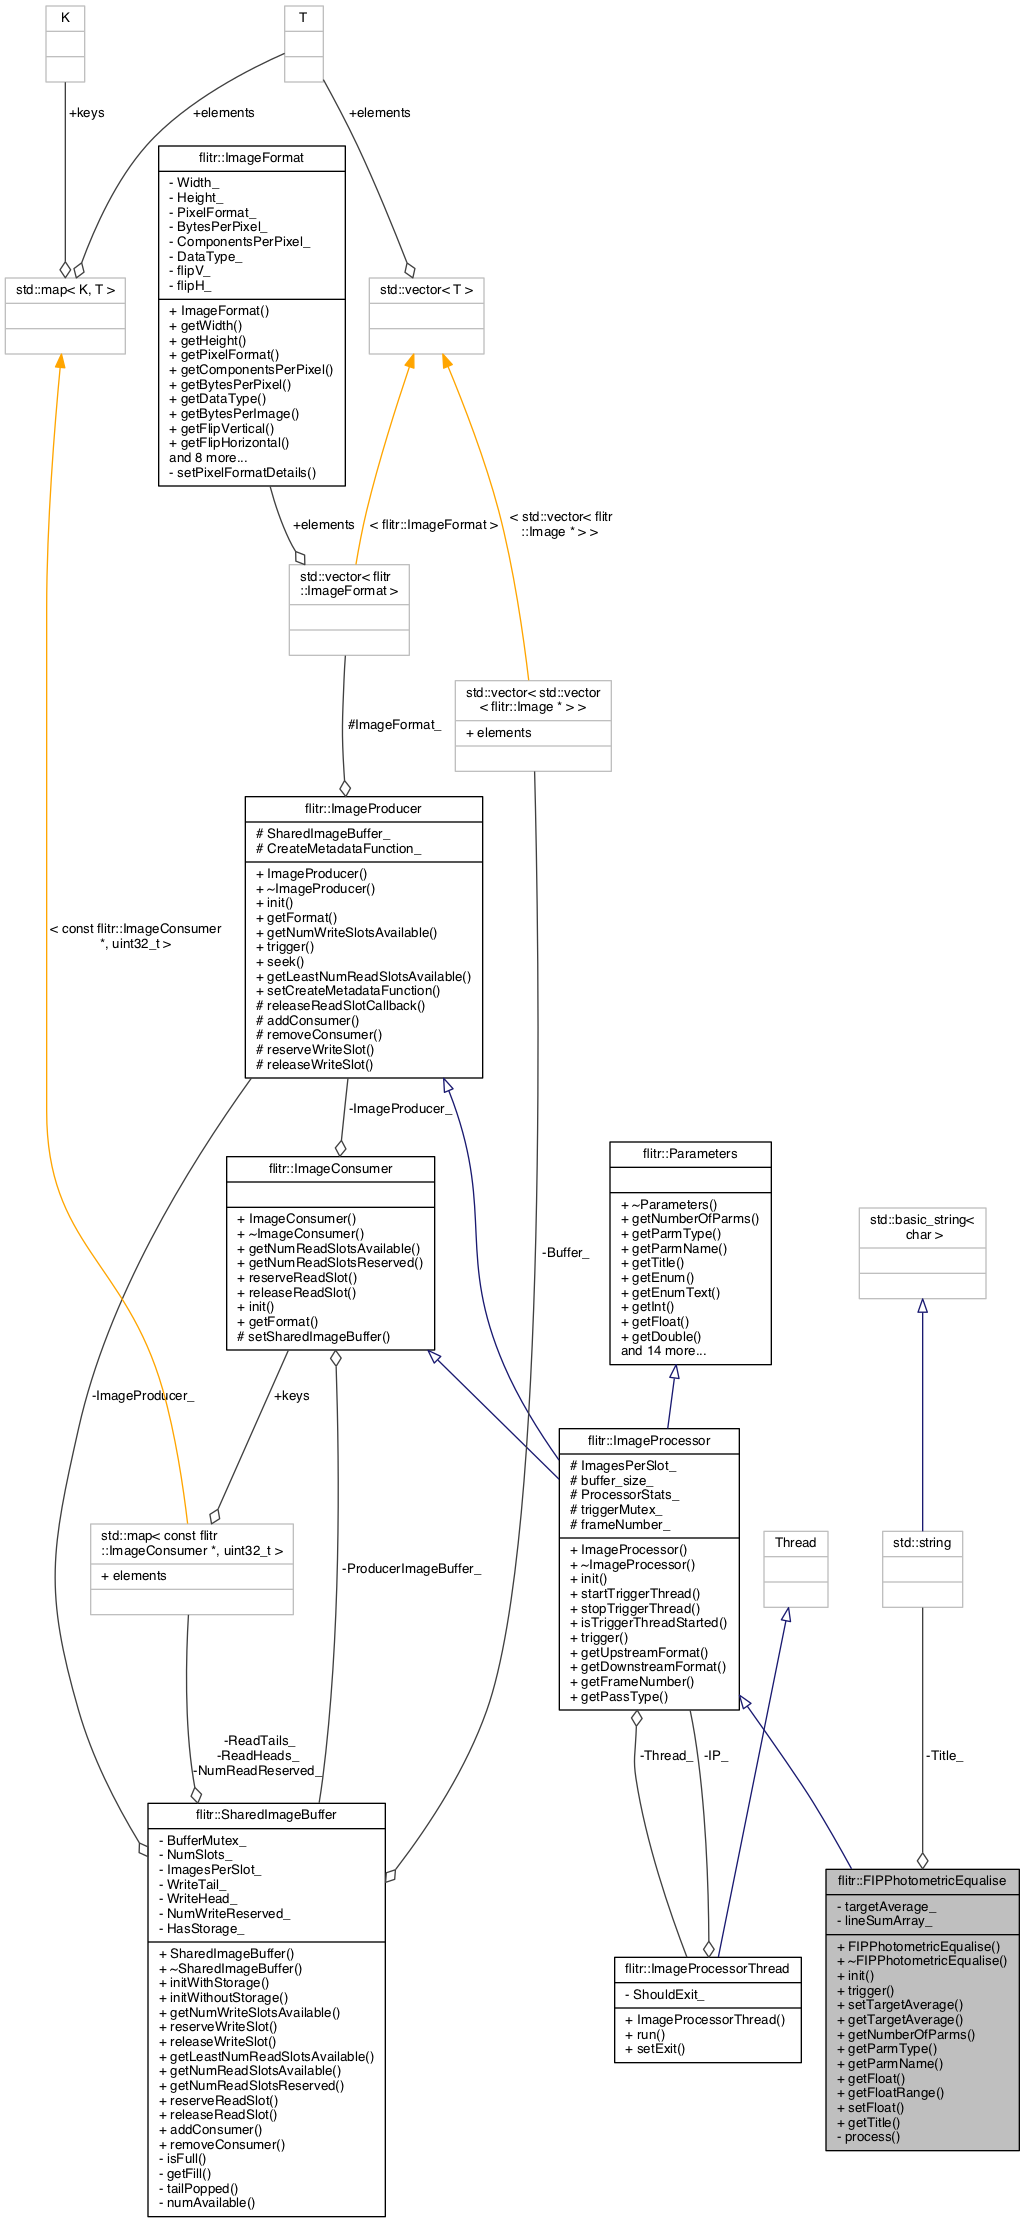 K
T
+keys
+elements
+elements
flitr::ImageFormat
- Width_
- Height_
- PixelFormat_
- BytesPerPixel_
- ComponentsPerPixel_
- DataType_
- flipV_
- flipH_
+ ImageFormat()
+ getWidth()
+ getHeight()
+ getPixelFormat()
+ getComponentsPerPixel()
+ getBytesPerPixel()
+ getDataType()
+ getBytesPerImage()
+ getFlipVertical()
+ getFlipHorizontal()
and 8 more...
- setPixelFormatDetails()
std::map< K, T >
std::vector< T >
+elements
< flitr::ImageFormat >
< std::vector< flitr
::Image * > >
std::vector< flitr
::ImageFormat >
std::vector< std::vector
< flitr::Image * > >
+ elements
#ImageFormat_
flitr::ImageProducer
# SharedImageBuffer_
# CreateMetadataFunction_
+ ImageProducer()
+ ~ImageProducer()
+ init()
+ getFormat()
+ getNumWriteSlotsAvailable()
+ trigger()
+ seek()
+ getLeastNumReadSlotsAvailable()
+ setCreateMetadataFunction()
# releaseReadSlotCallback()
# addConsumer()
# removeConsumer()
# reserveWriteSlot()
# releaseWriteSlot()
< const flitr::ImageConsumer
*, uint32_t >
-ImageProducer_
flitr::ImageConsumer
+ ImageConsumer()
+ ~ImageConsumer()
+ getNumReadSlotsAvailable()
+ getNumReadSlotsReserved()
+ reserveReadSlot()
+ releaseReadSlot()
+ init()
+ getFormat()
# setSharedImageBuffer()
-Buffer_
flitr::Parameters
+ ~Parameters()
+ getNumberOfParms()
+ getParmType()
+ getParmName()
+ getTitle()
+ getEnum()
+ getEnumText()
+ getInt()
+ getFloat()
+ getDouble()
and 14 more...
std::basic_string<
char >
-ImageProducer_
+keys
flitr::ImageProcessor
# ImagesPerSlot_
# buffer_size_
# ProcessorStats_
# triggerMutex_
# frameNumber_
+ ImageProcessor()
+ ~ImageProcessor()
+ init()
+ startTriggerThread()
+ stopTriggerThread()
+ isTriggerThreadStarted()
+ trigger()
+ getUpstreamFormat()
+ getDownstreamFormat()
+ getFrameNumber()
+ getPassType()
std::map< const flitr
::ImageConsumer *, uint32_t >
+ elements
-ProducerImageBuffer_
Thread
std::string
-ReadTails_
-ReadHeads_
-NumReadReserved_
-Thread_
-IP_
-Title_
flitr::SharedImageBuffer
- BufferMutex_
- NumSlots_
- ImagesPerSlot_
- WriteTail_
- WriteHead_
- NumWriteReserved_
- HasStorage_
+ SharedImageBuffer()
+ ~SharedImageBuffer()
+ initWithStorage()
+ initWithoutStorage()
+ getNumWriteSlotsAvailable()
+ reserveWriteSlot()
+ releaseWriteSlot()
+ getLeastNumReadSlotsAvailable()
+ getNumReadSlotsAvailable()
+ getNumReadSlotsReserved()
+ reserveReadSlot()
+ releaseReadSlot()
+ addConsumer()
+ removeConsumer()
- isFull()
- getFill()
- tailPopped()
- numAvailable()
flitr::ImageProcessorThread
- ShouldExit_
+ ImageProcessorThread()
+ run()
+ setExit()
flitr::FIPPhotometricEqualise
- targetAverage_
- lineSumArray_
+ FIPPhotometricEqualise()
+ ~FIPPhotometricEqualise()
+ init()
+ trigger()
+ setTargetAverage()
+ getTargetAverage()
+ getNumberOfParms()
+ getParmType()
+ getParmName()
+ getFloat()
+ getFloatRange()
+ setFloat()
+ getTitle()
- process()